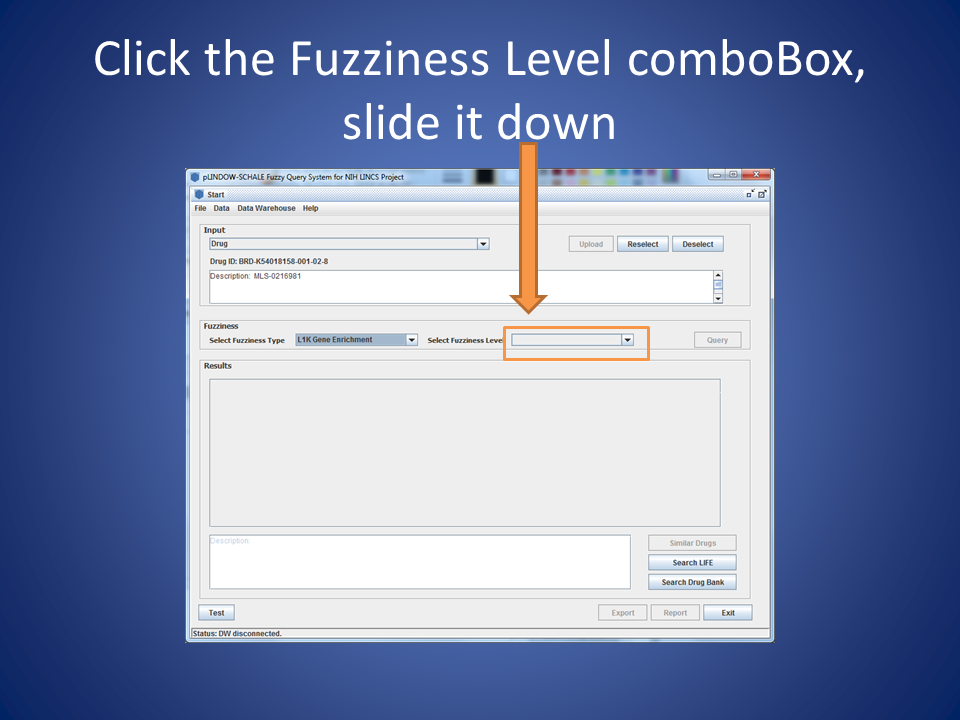 Click the Fuzziness Level comboBox,
slide it down
pLINDOW-SCHALE Fuzzy Query System for NIH LINCS Project
Start
File Data Data Warehouse Help
Input
Drug
Upload Reselect Deselect
Drug ID: BRD-K54018158-001-02-8
Description: MLS-0216981
Fuzziness
Select Fuzziness Type L1K Gene Enrichment Select Fuzziness Level Query
Results
Description:
Similar Drugs
Search LIFE
Search Drug Bank
Test Export Report Exit
Status: DW disconnected.